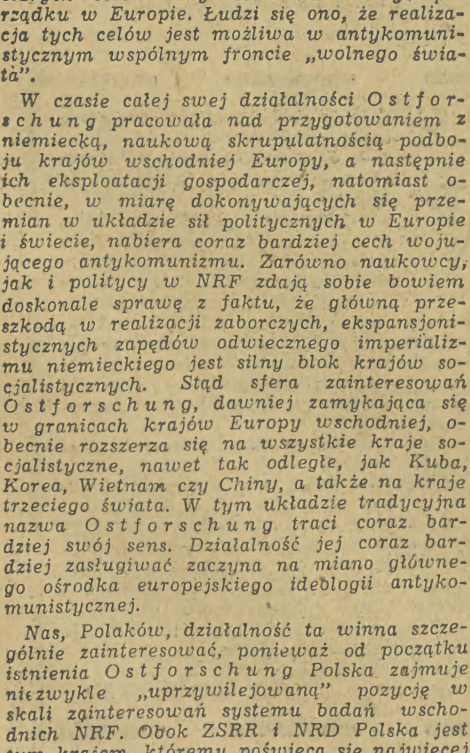 rządku w Europie. Łudzi się ono, że realiza-
cja tych celów jest możliwa w antykomuni-
stycznym wspólnym froncie „wolnego świa-
ta”.
W czasie całej swej działalności Ostfor-
schung pracowała nad przygotowaniem z
niemiecką, naukową skrupulatnością podbo-
ju krajów wschodniej Europy, a następnie
ich eksploatacji gospodarczej, natomiast o-
becnie, w miarę dokonywających się prze-
mian w układzie sił politycznych w Europie
i świecie, nabiera coraz bardziej cech woju-
jącego antykomunizmu. Zarówno naukowcy,
jak i politycy w NRF zdają sobie bowiem
doskonale sprawę z faktu, że główną prze-
szkodą w realizacji zaborczych, ekspansjoni-
stycznych zapędów odwiecznego imperializ-
mu niemieckiego jest silny blok krajów so-
cjalistycznych. Stąd sfera zainteresowań
Ostforschung, dawniej zamykająca się
w granicach krajów Europy wschodniej, o-
becnie rozszerza się na wszystkie kraje so-
cjalistyczne, nawet tak odległe, jak Kuba,
Korea, Wietnam czy Chiny, a także na kraje
trzeciego świata. W tym układzie tradycyjna
nazwa Ostforschung traci coraz bar-
dziej swój sens. Działalność jej coraz bar-
dziej zasługiwać zaczyna na miano główne-
go ośrodka europejskiego ideologii antyko-
munistycznej.
Nas, Polaków, działalność ta winna szcze-
gólnie zainteresować, ponieważ od początku
istnienia Ostforschung Polska zajmuje
niezwykle „uprzywilejowaną” pozycję w
skali zainteresowań systemu badań wscho-
dnich NRF. Obok ZSRR i NRD Polska jest
tym krajem, któremu poświęca się najwięcej